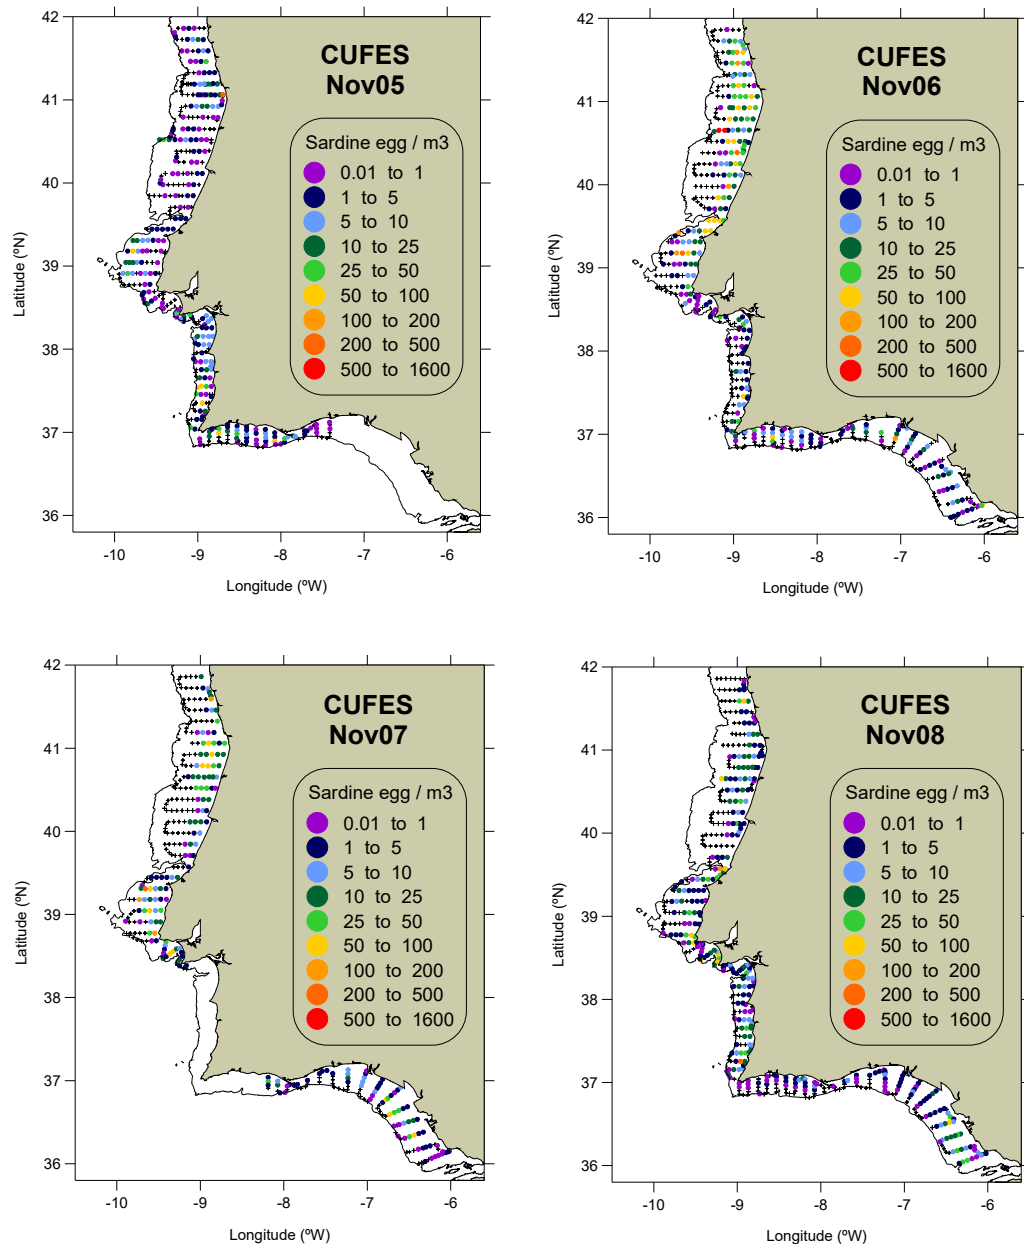 CUFES
Nov05
Sardine egg / m3
0.01 to 1
1 to 5
5 to 10
10 to 25
25 to 50
50 to 100
100 to 200
200 to 500
500 to 1600
42
41
40
39
38
37
36
Latitude (ºN)
-10
-9
-8
-7
-6
Longitude (ºW)
CUFES
Nov06
Sardine egg / m3
0.01 to 1
1 to 5
5 to 10
10 to 25
25 to 50
50 to 100
100 to 200
200 to 500
500 to 1600
42
41
40
39
38
37
36
Latitude (ºN)
-10
-9
-8
-7
-6
Longitude (ºW)
CUFES
Nov07
Sardine egg / m3
0.01 to 1
1 to 5
5 to 10
10 to 25
25 to 50
50 to 100
100 to 200
200 to 500
500 to 1600
42
41
40
39
38
37
36
Latitude (ºN)
-10
-9
-8
-7
-6
Longitude (ºW)
CUFES
Nov08
Sardine egg / m3
0.01 to 1
1 to 5
5 to 10
10 to 25
25 to 50
50 to 100
100 to 200
200 to 500
500 to 1600
42
41
40
39
38
37
36
Latitude (ºN)
-10
-9
-8
-7
-6
Longitude (ºW)